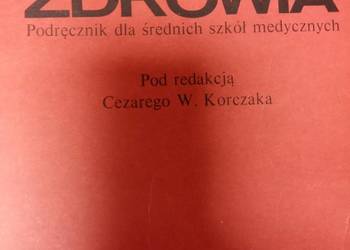 ZDROWIA
Podręcznik dla średnich szkół medycznych
Pod redakcją
Cezarego W. Korczaka